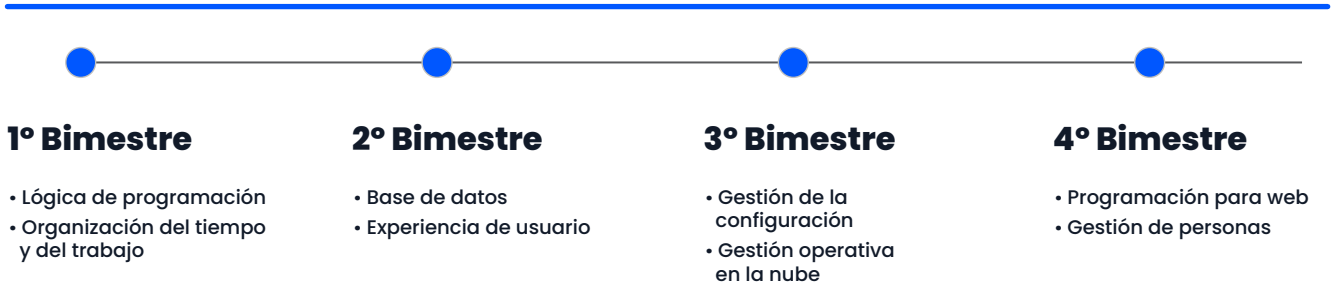 1º Bimestre
• Lógica de programación
• Organización del tiempo
y del trabajo
2º Bimestre
• Base de datos
• Experiencia de usuario
3º Bimestre
• Gestión de la
configuración
• Gestión operativa
en la nube
4º Bimestre
• Programación para web
• Gestión de personas